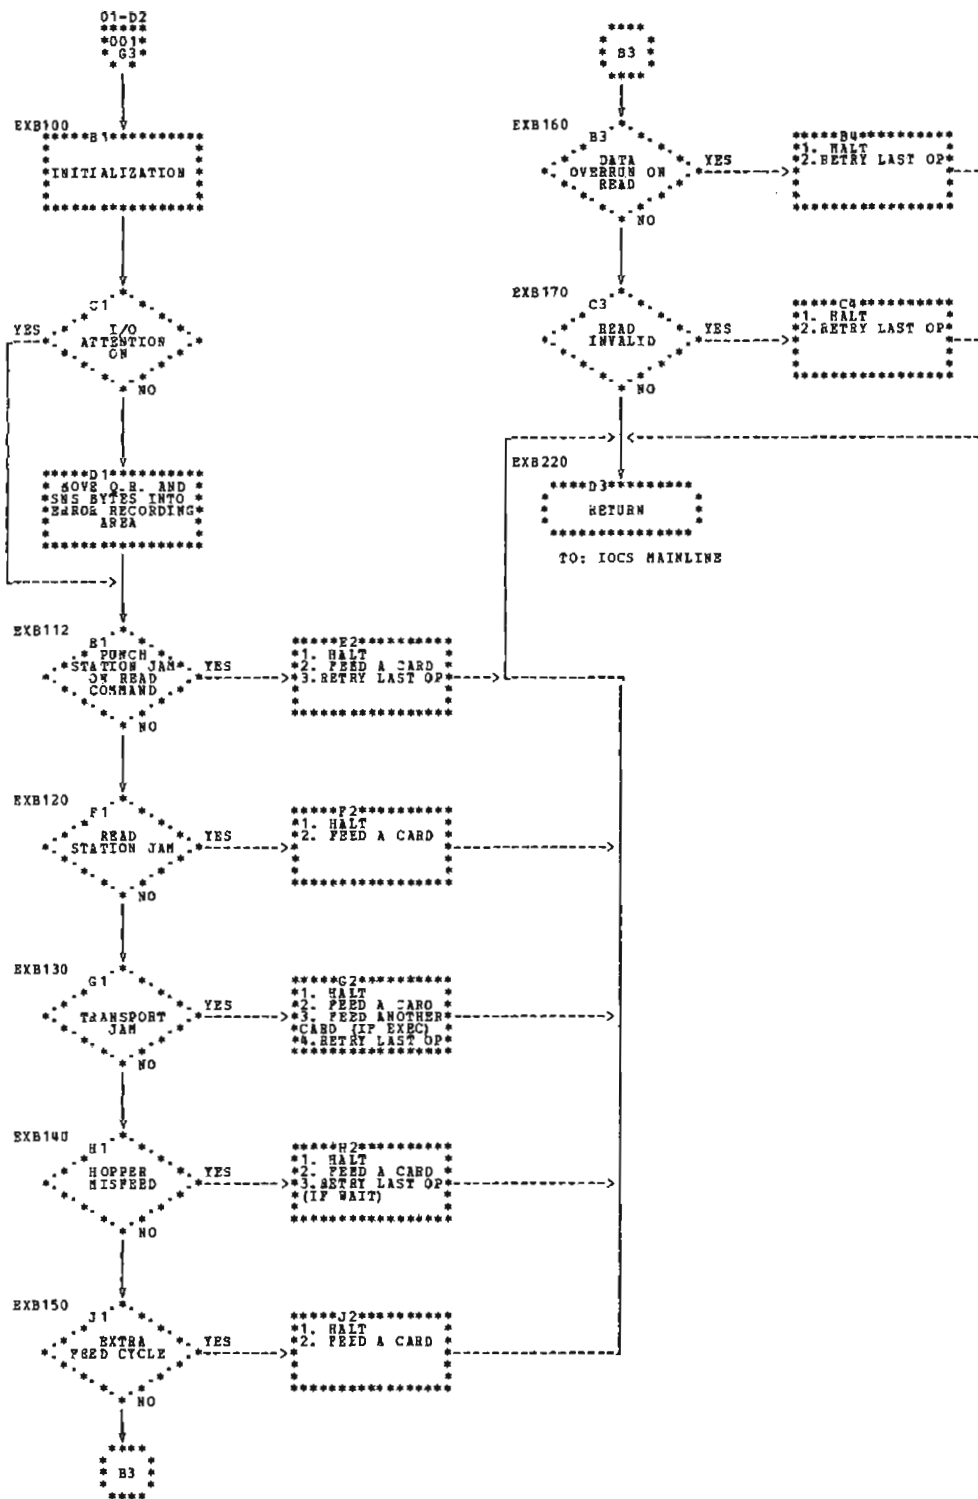 01-D2
001
G3
EXB100
B1
INITIALIZATION
C1
I/O
ATTENTION
ON
YES
NO
D1
MOVE Q.R. AND
SNS BYTES INTO
ERROR RECORDING
AREA
EXB112
E1
PUNCH
STATION JAM
ON READ
COMMAND
YES
NO
E2
1. HALT
2. FEED A CARD
3. RETRY LAST OP
EXB120
F1
READ
STATION JAM
YES
NO
F2
1. HALT
2. FEED A CARD
EXB130
G1
TRANSPORT
JAM
YES
NO
G2
1. HALT
2. FEED A CARD
3. FEED ANOTHER
CARD (IF EXEC)
4. RETRY LAST OP
EXB140
H1
HOPPER
MISFEED
YES
NO
H2
1. HALT
2. FEED A CARD
3. RETRY LAST OP
(IF WAIT)
EXB150
J1
EXTRA
FEED CYCLE
YES
NO
J2
1. HALT
2. FEED A CARD
B3
B3
EXB160
B3
DATA
OVERRUN ON
READ
YES
NO
B4
1. HALT
2. RETRY LAST OP
EXB170
C3
READ
INVALID
YES
NO
C4
1. HALT
2. RETRY LAST OP
EXB220
D3
RETURN
TO: IOCS MAINLINE